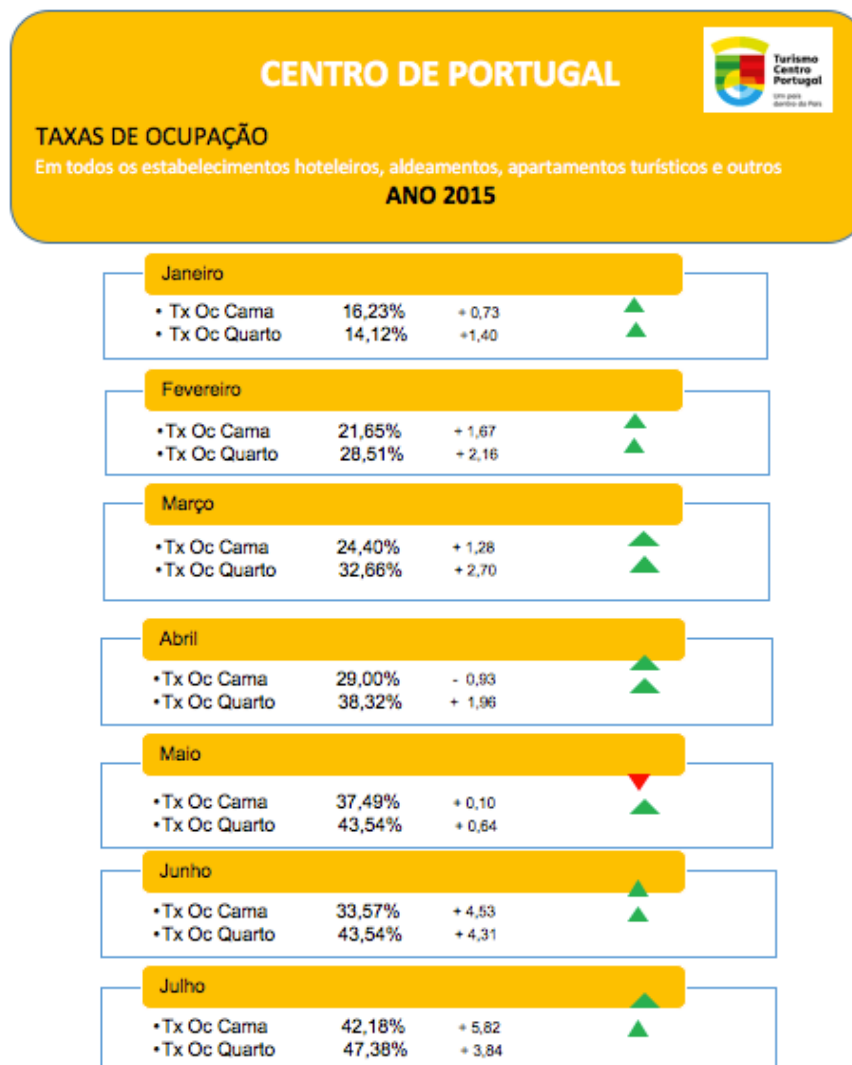 CENTRO DE PORTUGAL
Turismo
Centro
Portugal
Um país
dentro do País
TAXAS DE OCUPAÇÃO
Em todos os estabelecimentos hoteleiros, aldeamentos, apartamentos turísticos e outros
ANO 2015
Janeiro
• Tx Oc Cama 16,23% + 0,73
• Tx Oc Quarto 14,12% +1,40
Fevereiro
•Tx Oc Cama 21,65% + 1,67
•Tx Oc Quarto 28,51% + 2,16
Março
•Tx Oc Cama 24,40% + 1,28
•Tx Oc Quarto 32,66% + 2,70
Abril
•Tx Oc Cama 29,00% - 0,93
•Tx Oc Quarto 38,32% + 1,96
Maio
•Tx Oc Cama 37,49% + 0,10
•Tx Oc Quarto 43,54% + 0,64
Junho
•Tx Oc Cama 33,57% + 4,53
•Tx Oc Quarto 43,54% + 4,31
Julho
•Tx Oc Cama 42,18% + 5,82
•Tx Oc Quarto 47,38% + 3,84